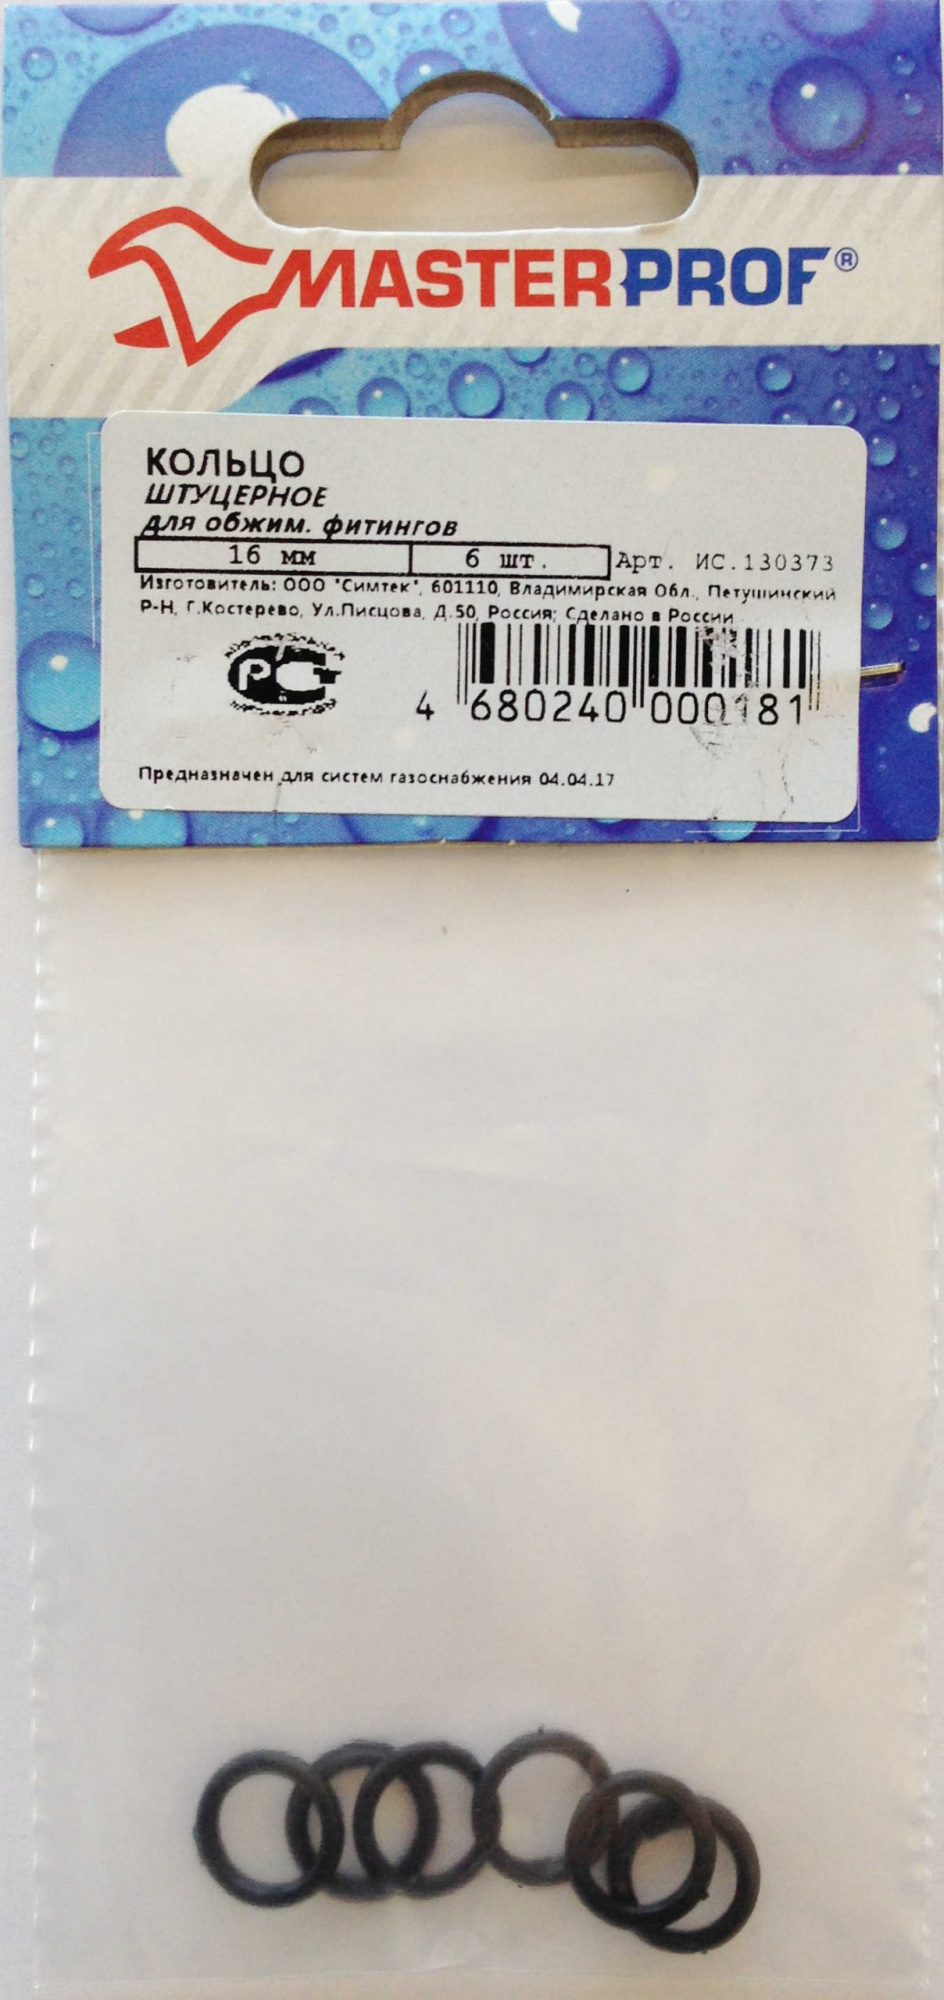 MASTERPROF®
КОЛЬЦО
ШТУЦЕРНОЕ
для обжим. фитингов
16 мм 6 шт. Арт. ИС.130373
Изготовитель: ООО "Симтек", 601110, Владимирская Обл., Петушинский
Р-Н, Г.Костерево, Ул.Писцова, Д.50, Россия; Сделано в России
РС
4 680240 000181
Предназначен для систем газоснабжения 04.04.17